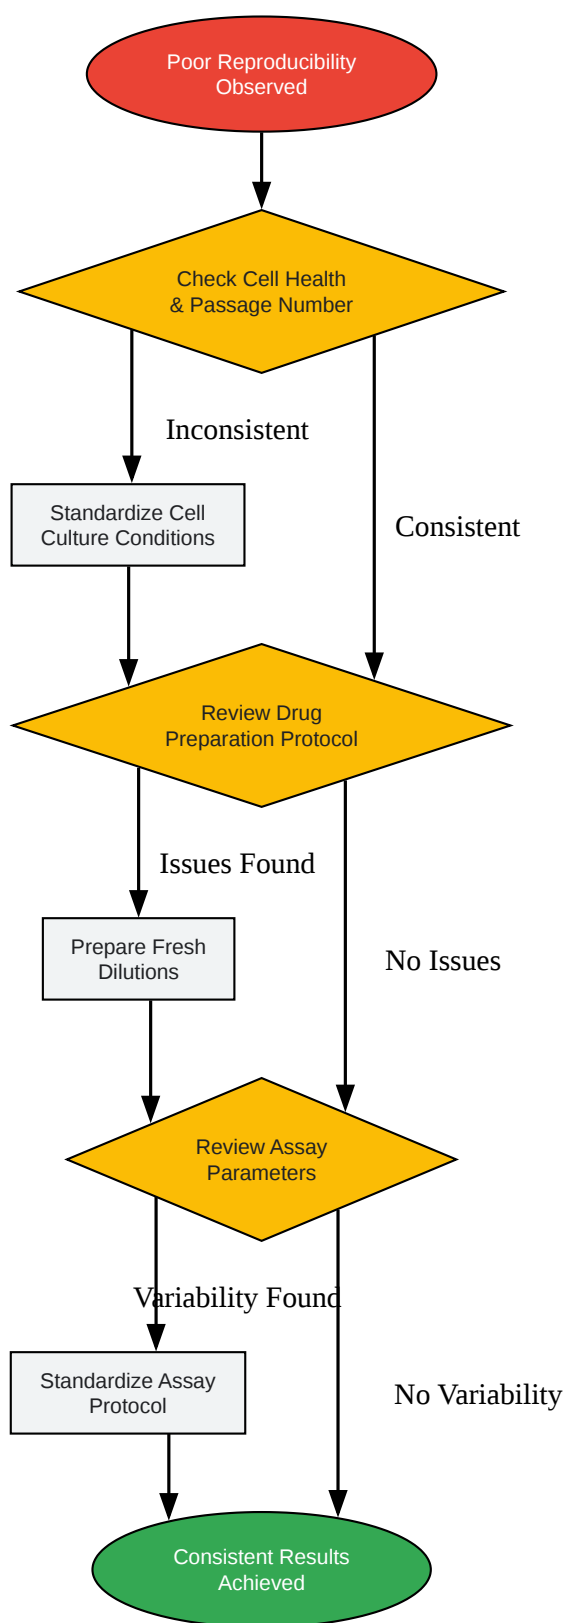 Poor Reproducibility
Observed
Check Cell Health
& Passage Number
Inconsistent
Standardize Cell
Culture Conditions
Consistent
Review Drug
Preparation Protocol
Issues Found
Prepare Fresh
Dilutions
No Issues
Review Assay
Parameters
Variability Found
Standardize Assay
Protocol
No Variability
Consistent Results
Achieved